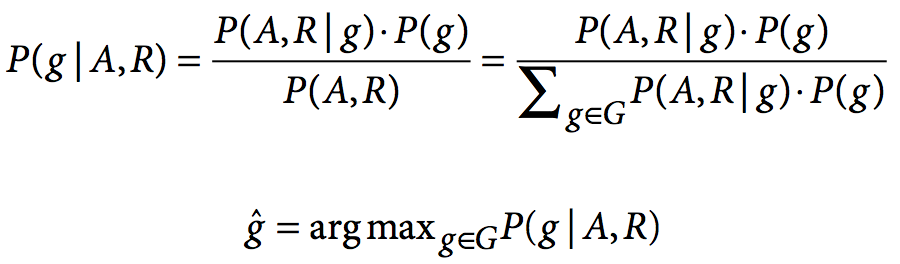 P(g | A, R) = P(A, R | g) · P(g) / P(A, R) = P(A, R | g) · P(g) / ∑_{g∈G} P(A, R | g) · P(g)
ĝ = arg max_{g∈G} P(g | A, R)